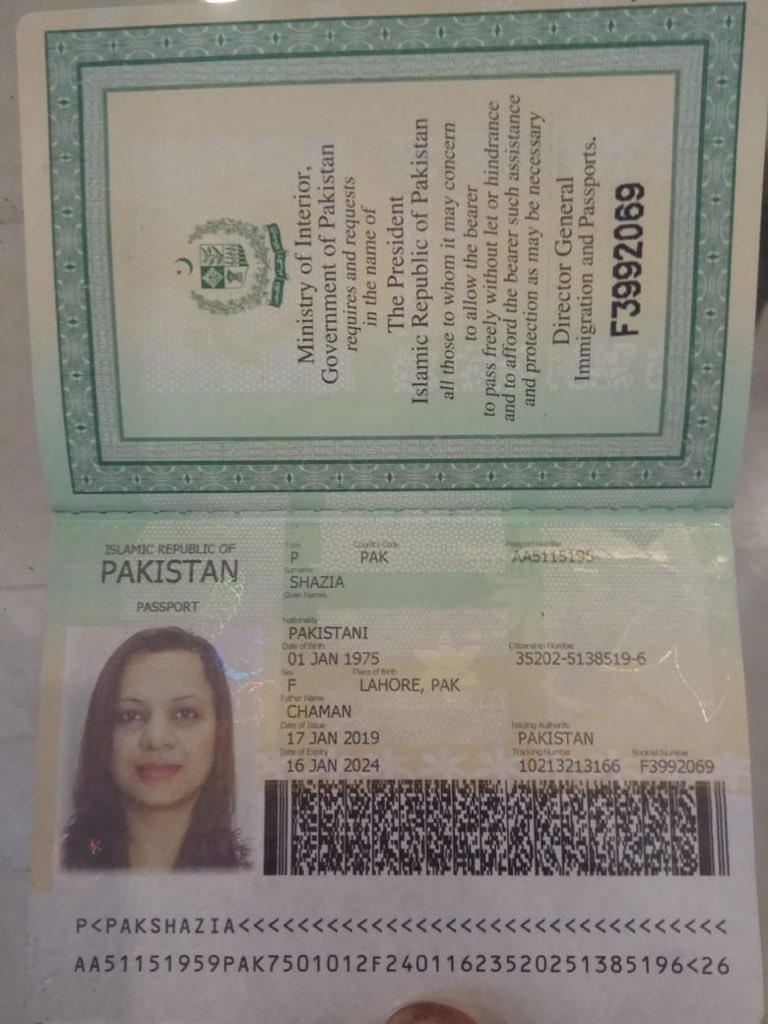 Ministry of Interior,
Government of Pakistan
requires and requests
in the name of
The President
Islamic Republic of Pakistan
all those to whom it may concern
to allow the bearer
to pass freely without let or hindrance
and to afford the bearer such assistance
and protection as may be necessary
Director General
Immigration and Passports.
F3992069
ISLAMIC REPUBLIC OF
PAKISTAN
PASSPORT
Type Country Code Passport Number
P PAK AA5115195
Surname
SHAZIA
Given Names
Nationality
PAKISTANI
Date of Birth Citizenship Number
01 JAN 1975 35202-5138519-6
Sex Place of Birth
F LAHORE, PAK
Father Name
CHAMAN
Date of Issue Issuing Authority
17 JAN 2019 PAKISTAN
Date of Expiry Tracking Number Booklet Number
16 JAN 2024 10213213166 F3992069
P<PAKSHAZIA<<<<<<<<<<<<<<<<<<<<<<<<<<<<<<<<<
AA51151959PAK7501012F24011623520251385196<26